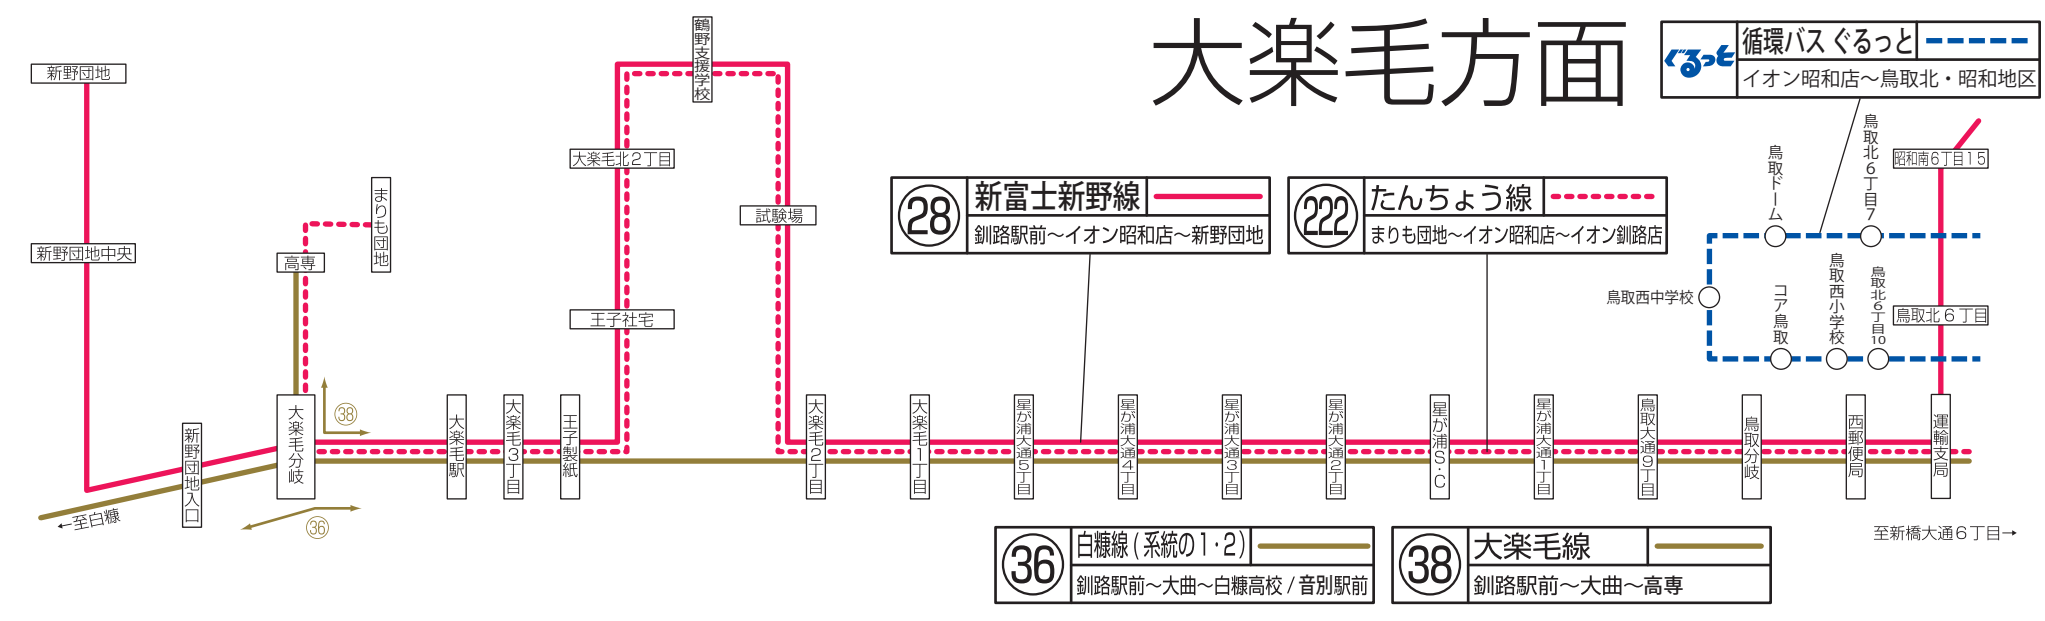 大楽毛方面
ぐるっと
循環バス ぐるっと
イオン昭和店～鳥取北・昭和地区
28
新富士新野線
釧路駅前～イオン昭和店～新野団地
222
たんちょう線
まりも団地～イオン昭和店～イオン釧路店
新野団地
新野団地中央
高専
まりも団地
鶴野支援学校
大楽毛北２丁目
王子社宅
試験場
鳥取ドーム
鳥取北６丁目７
昭和南６丁目１５
鳥取西中学校
コア鳥取
鳥取西小学校
鳥取北６丁目10
鳥取北６丁目
新野団地入口
大楽毛分岐
38
大楽毛駅
大楽毛３丁目
王子製紙
大楽毛２丁目
大楽毛１丁目
星が浦大通５丁目
星が浦大通４丁目
星が浦大通３丁目
星が浦大通２丁目
星が浦Ｓ・Ｃ
星が浦大通１丁目
鳥取大通９丁目
鳥取分岐
西郵便局
運輸支局
←至白糠
36
至新橋大通６丁目→
36
白糠線(系統の１・２)
釧路駅前～大曲～白糠高校/音別駅前
38
大楽毛線
釧路駅前～大曲～高専